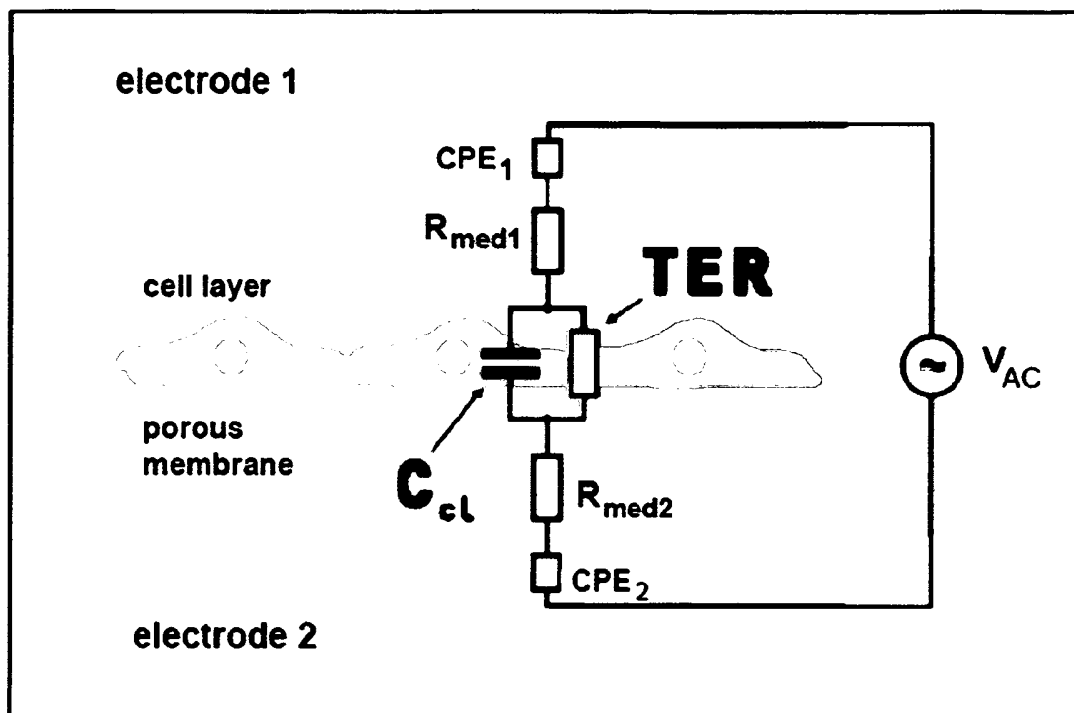 electrode 1
CPE1
Rmed1
TER
cell layer
VAC
porous
membrane
Ccl
Rmed2
CPE2
electrode 2